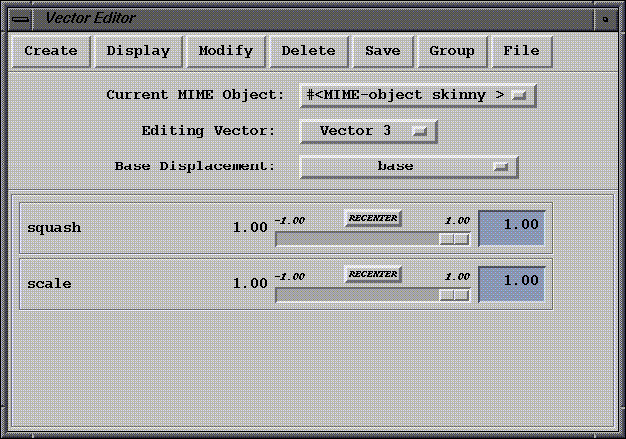 Vector Editor
Create Display Modify Delete Save Group File
Current MIME Object: #<MIME-object skinny >
Editing Vector: Vector 3
Base Displacement: base
squash 1.00 -1.00 RECENTER 1.00 1.00
scale 1.00 -1.00 RECENTER 1.00 1.00